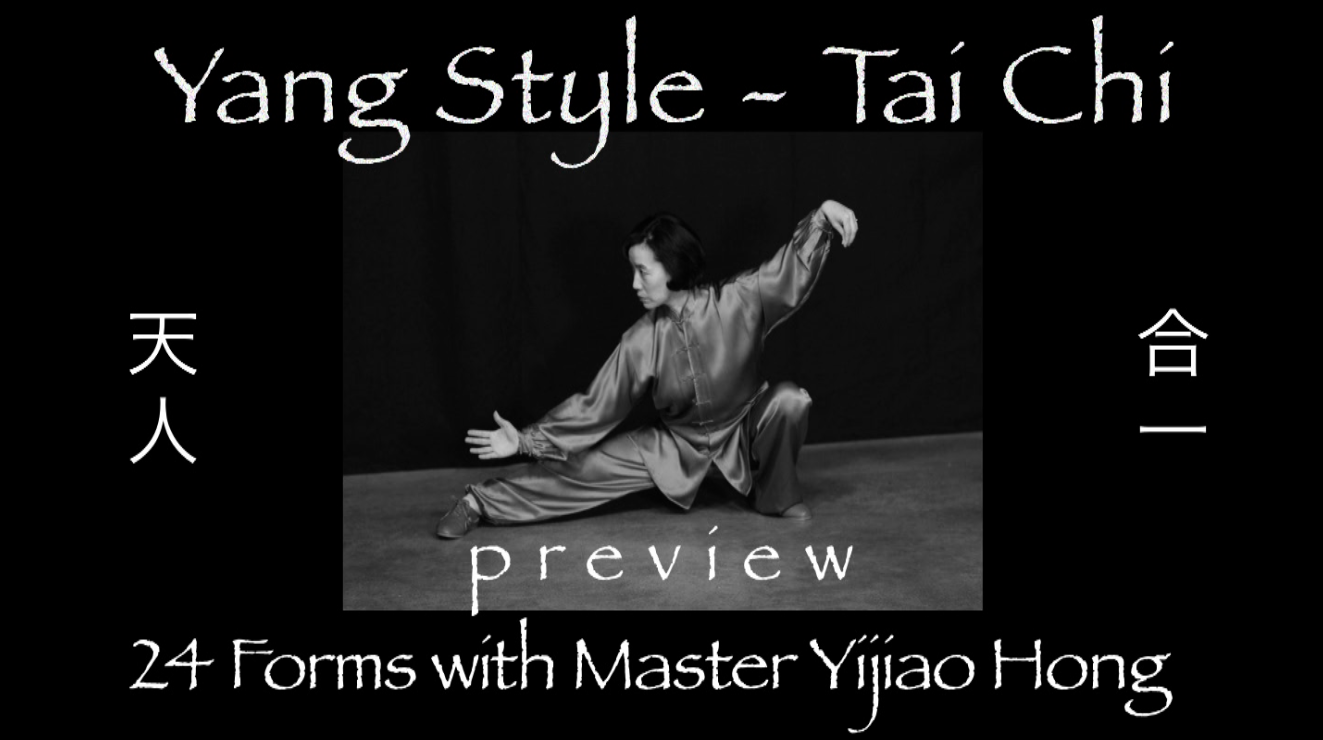 Yang Style - Tai Chi
天人
合一
preview
24 Forms with Master Yijiao Hong